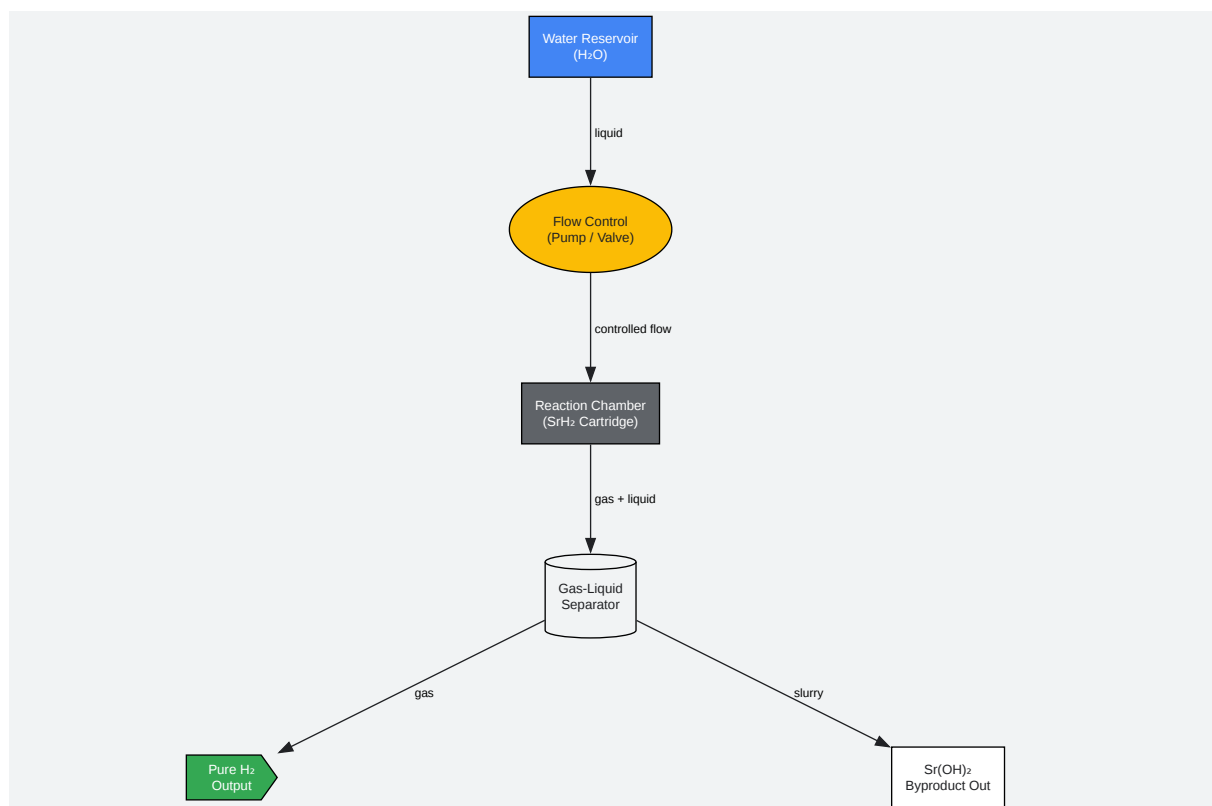 Water Reservoir
(H₂O)
liquid
Flow Control
(Pump / Valve)
controlled flow
Reaction Chamber
(SrH₂ Cartridge)
gas + liquid
Gas-Liquid
Separator
gas
slurry
Pure H₂
Output
Sr(OH)₂
Byproduct Out